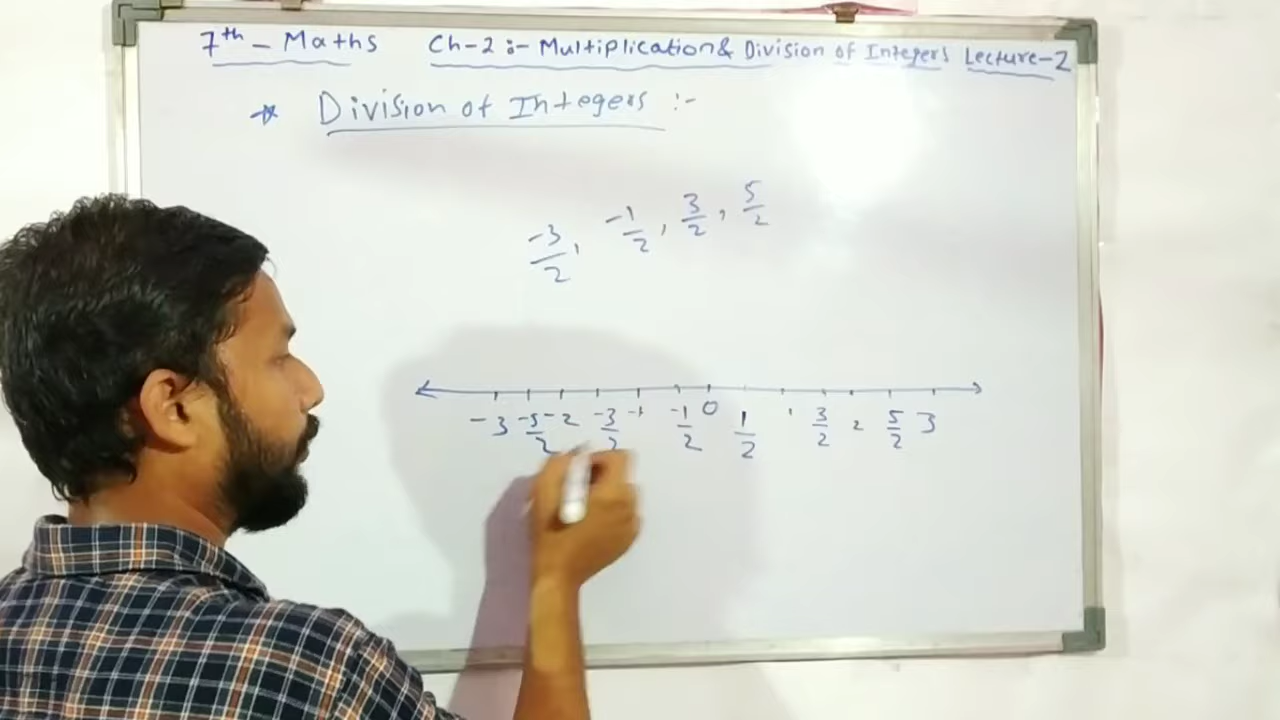 7th - Maths Ch-2 :- Multiplication & Division of Integers Lecture-2
* Division of Integers :-
-3/2, -1/2, 3/2, 5/2
-3 -5/2 -2 -3/2 -1 -1/2 0 1/2 1 3/2 2 5/2 3